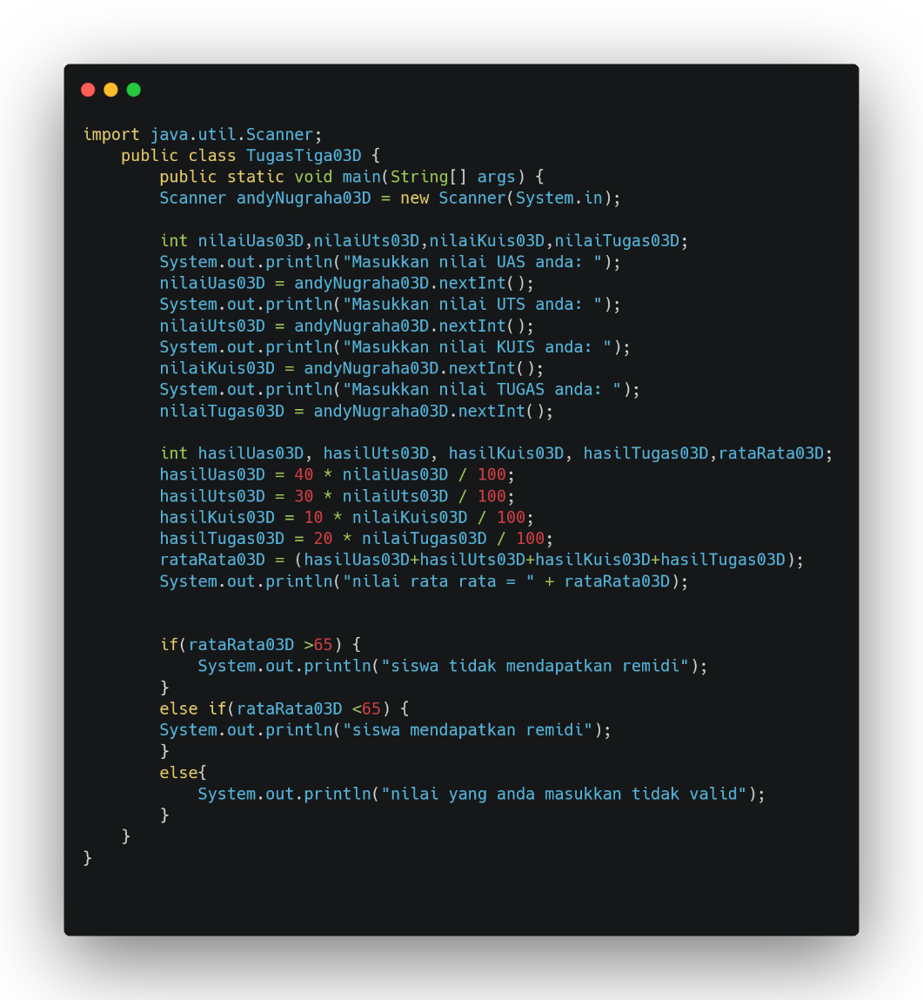 import java.util.Scanner;
    public class TugasTiga03D {
        public static void main(String[] args) {
        Scanner andyNugraha03D = new Scanner(System.in);

        int nilaiUas03D,nilaiUts03D,nilaiKuis03D,nilaiTugas03D;
        System.out.println("Masukkan nilai UAS anda: ");
        nilaiUas03D = andyNugraha03D.nextInt();
        System.out.println("Masukkan nilai UTS anda: ");
        nilaiUts03D = andyNugraha03D.nextInt();
        System.out.println("Masukkan nilai KUIS anda: ");
        nilaiKuis03D = andyNugraha03D.nextInt();
        System.out.println("Masukkan nilai TUGAS anda: ");
        nilaiTugas03D = andyNugraha03D.nextInt();

        int hasilUas03D, hasilUts03D, hasilKuis03D, hasilTugas03D,rataRata03D;
        hasilUas03D = 40 * nilaiUas03D / 100;
        hasilUts03D = 30 * nilaiUts03D / 100;
        hasilKuis03D = 10 * nilaiKuis03D / 100;
        hasilTugas03D = 20 * nilaiTugas03D / 100;
        rataRata03D = (hasilUas03D+hasilUts03D+hasilKuis03D+hasilTugas03D);
        System.out.println("nilai rata rata = " + rataRata03D);


        if(rataRata03D >65) {
            System.out.println("siswa tidak mendapatkan remidi");
        }
        else if(rataRata03D <65) {
        System.out.println("siswa mendapatkan remidi");
        }
        else{
            System.out.println("nilai yang anda masukkan tidak valid");
        }
    }
}